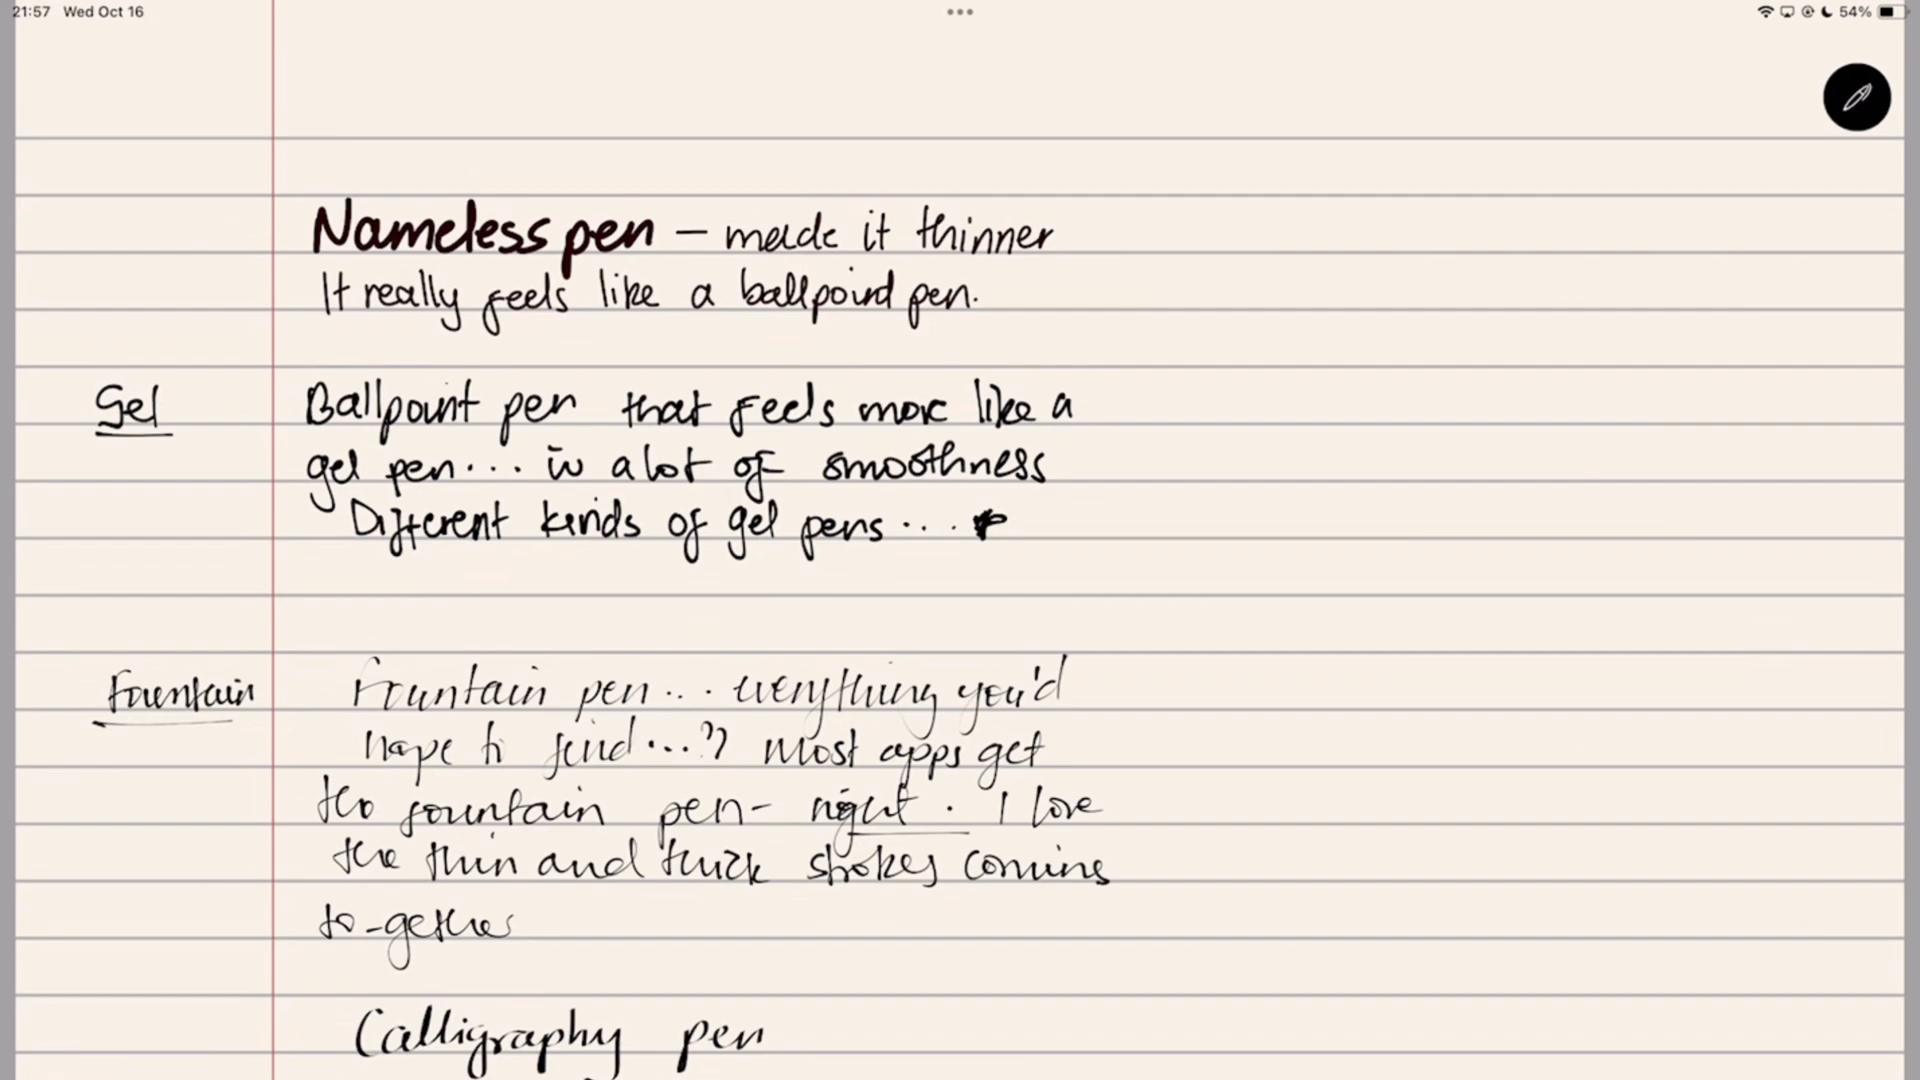 21:57 Wed Oct 16
54%
Nameless pen – made it thinner
It really feels like a ballpoint pen.
Gel
Ballpoint pen that feels more like a
gel pen... is a lot of smoothness
Different kinds of gel pens...
Fountain
Fountain pen... everything you'd
hope to find...?? Most apps get
the fountain pen- right. I love
the thin and thick strokes coming
to-gether
Calligraphy pen